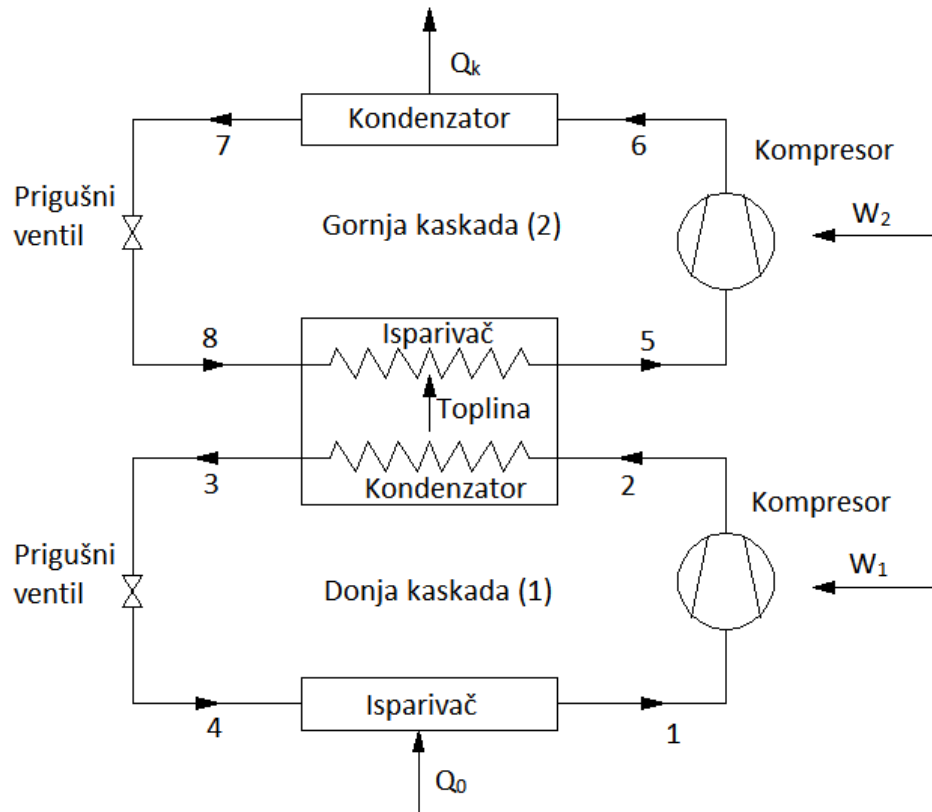 Qk
Kondenzator
7
6
Kompresor
Prigušni
ventil
Gornja kaskada (2)
W2
8
Isparivač
5
Toplina
3
Kondenzator
2
Kompresor
Prigušni
ventil
Donja kaskada (1)
W1
4
Isparivač
1
Q0